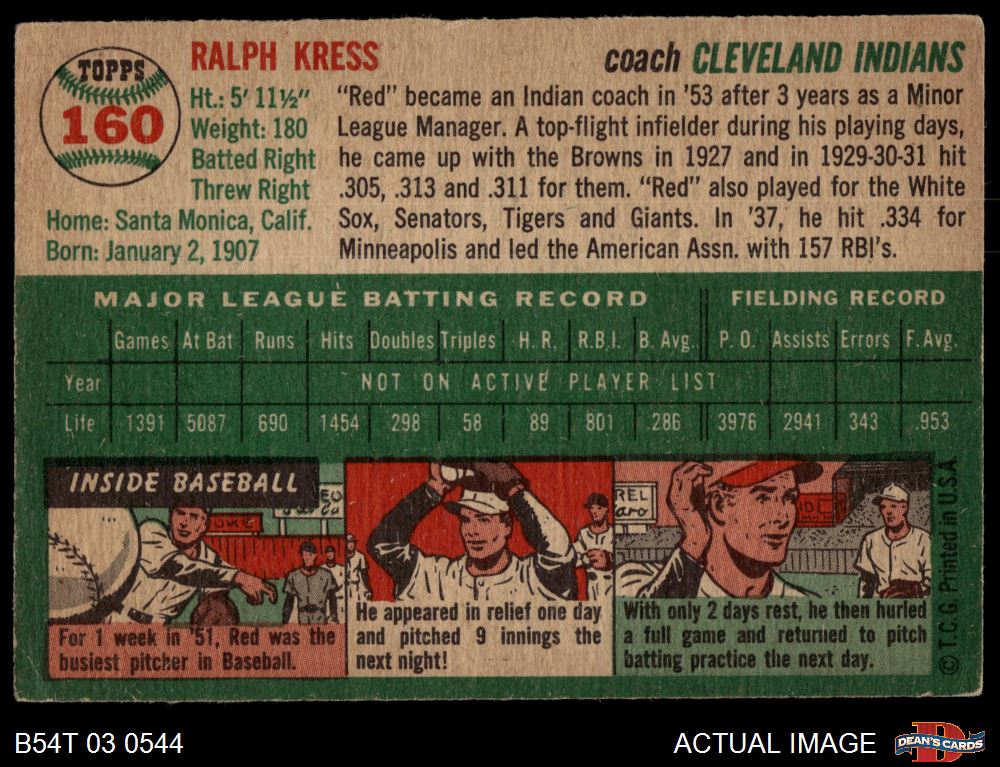 TOPPS
160
RALPH KRESS
coach CLEVELAND INDIANS
Ht.: 5' 11½"
Weight: 180
Batted Right
Threw Right
Home: Santa Monica, Calif.
Born: January 2, 1907
"Red" became an Indian coach in '53 after 3 years as a Minor
League Manager. A top-flight infielder during his playing days,
he came up with the Browns in 1927 and in 1929-30-31 hit
.305, .313 and .311 for them. "Red" also played for the White
Sox, Senators, Tigers and Giants. In '37, he hit .334 for
Minneapolis and led the American Assn. with 157 RBI's.
MAJOR LEAGUE BATTING RECORD FIELDING RECORD
Games At Bat Runs Hits Doubles Triples H. R. R.B.I. B. Avg. P. O. Assists Errors F. Avg.
Year NOT ON ACTIVE PLAYER LIST
Life 1391 5087 690 1454 298 58 89 801 .286 3976 2941 343 .953
INSIDE BASEBALL
For 1 week in '51, Red was the
busiest pitcher in Baseball.
He appeared in relief one day
and pitched 9 innings the
next night!
REL
With only 2 days rest, he then hurled
a full game and returned to pitch
batting practice the next day.
© T.C.G. Printed in U.S.A.
B54T 03 0544
ACTUAL IMAGE
DEAN'S CARDS